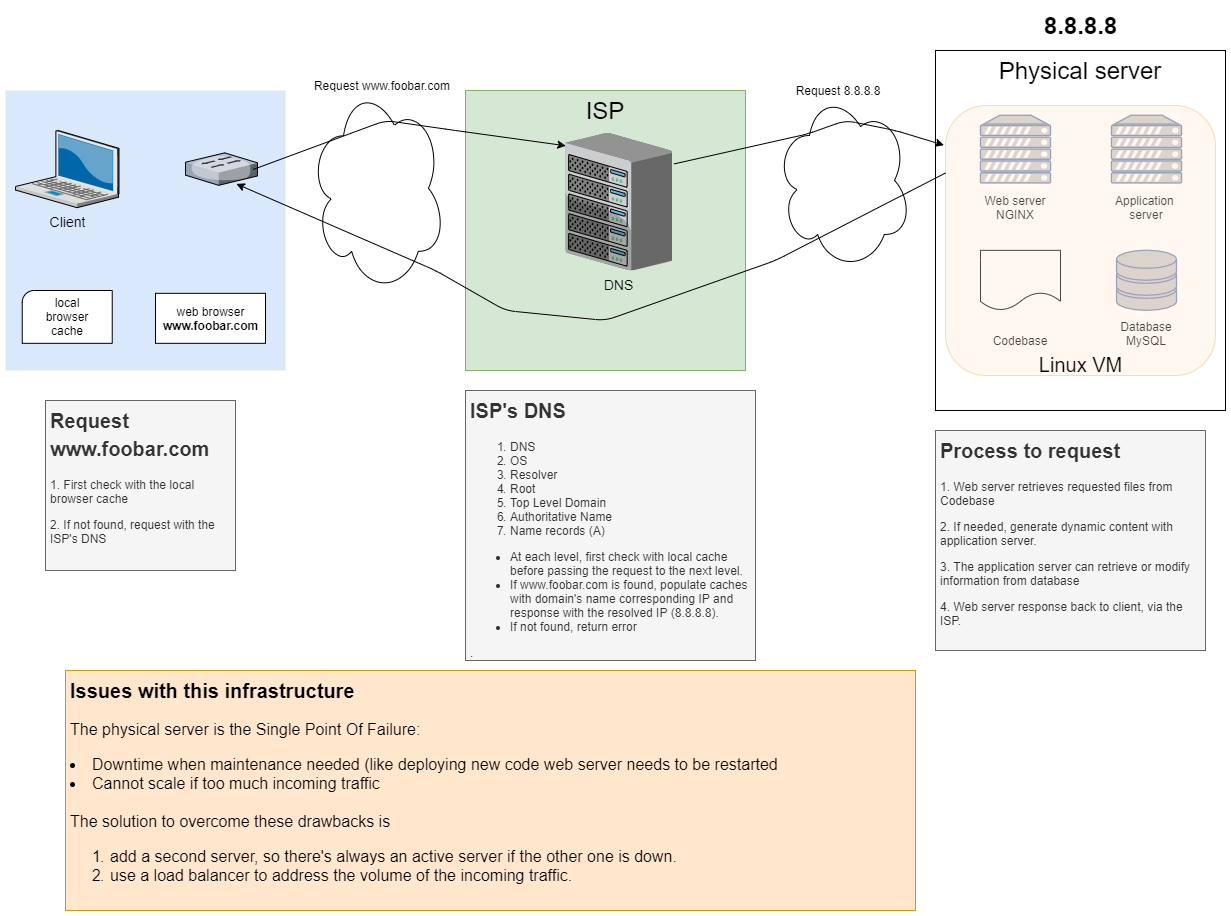 8.8.8.8
Physical server
Request www.foobar.com
Request 8.8.8.8
ISP
Client
DNS
Web server
NGINX
Application
server
local
browser
cache
web browser
www.foobar.com
Codebase
Database
MySQL
Linux VM
Request
www.foobar.com
1. First check with the local
browser cache
2. If not found, request with the
ISP's DNS
ISP's DNS
1. DNS
2. OS
3. Resolver
4. Root
5. Top Level Domain
6. Authoritative Name
7. Name records (A)
• At each level, first check with local cache
before passing the request to the next level.
• If www.foobar.com is found, populate caches
with domain's name corresponding IP and
response with the resolved IP (8.8.8.8).
• If not found, return error
.
Process to request
1. Web server retrieves requested files from
Codebase
2. If needed, generate dynamic content with
application server.
3. The application server can retrieve or modify
information from database
4. Web server response back to client, via the
ISP.
Issues with this infrastructure
The physical server is the Single Point Of Failure:
• Downtime when maintenance needed (like deploying new code web server needs to be restarted
• Cannot scale if too much incoming traffic
The solution to overcome these drawbacks is
1. add a second server, so there's always an active server if the other one is down.
2. use a load balancer to address the volume of the incoming traffic.